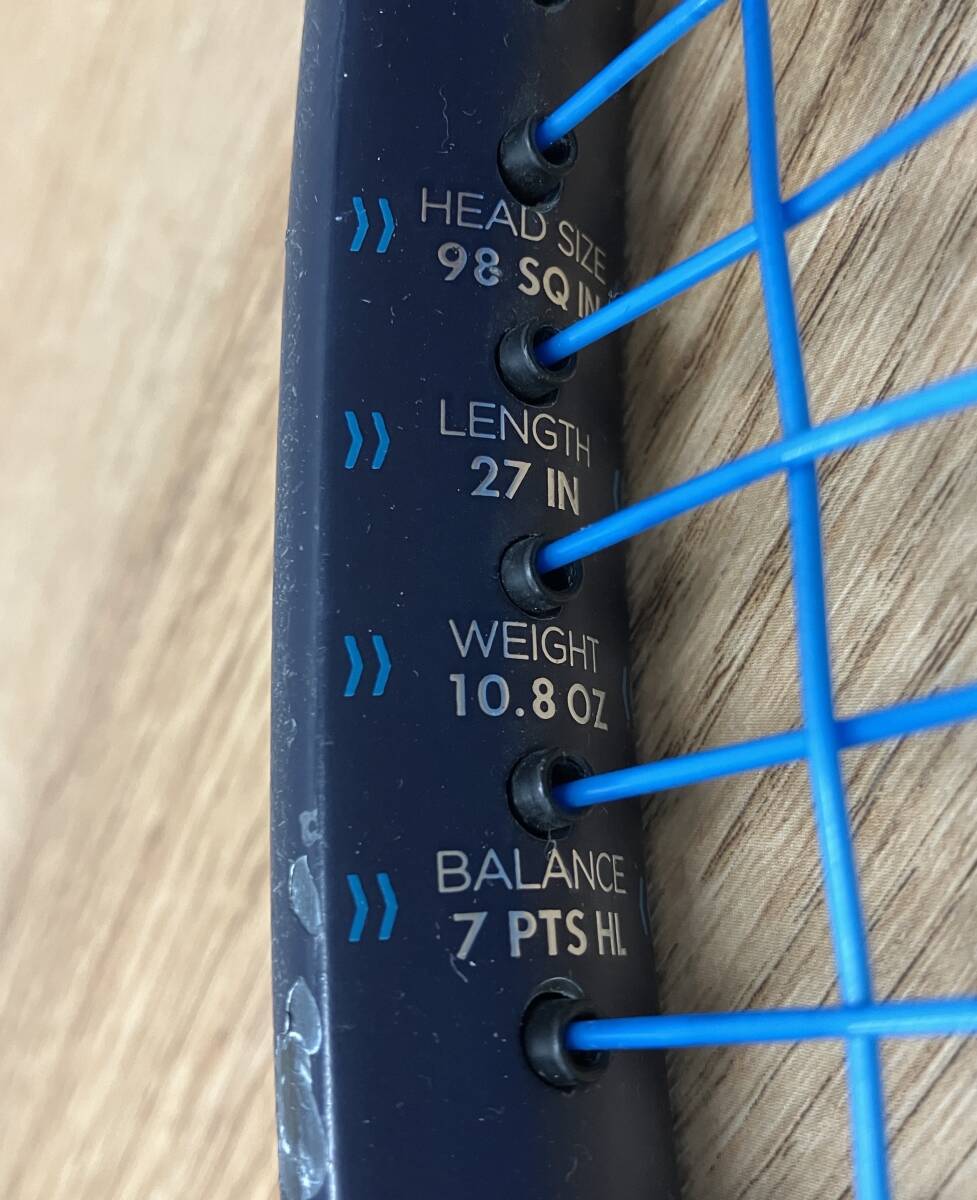 HEAD SIZE
98 SQ IN
LENGTH
27 IN
WEIGHT
10.8 OZ
BALANCE
7 PTS HL